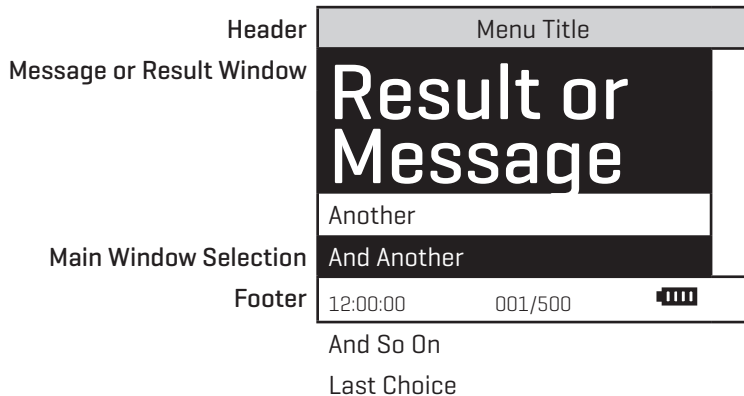 Header
Menu Title
Message or Result Window
Result or
Message
Another
Main Window Selection
And Another
Footer
12:00:00
001/500
And So On
Last Choice